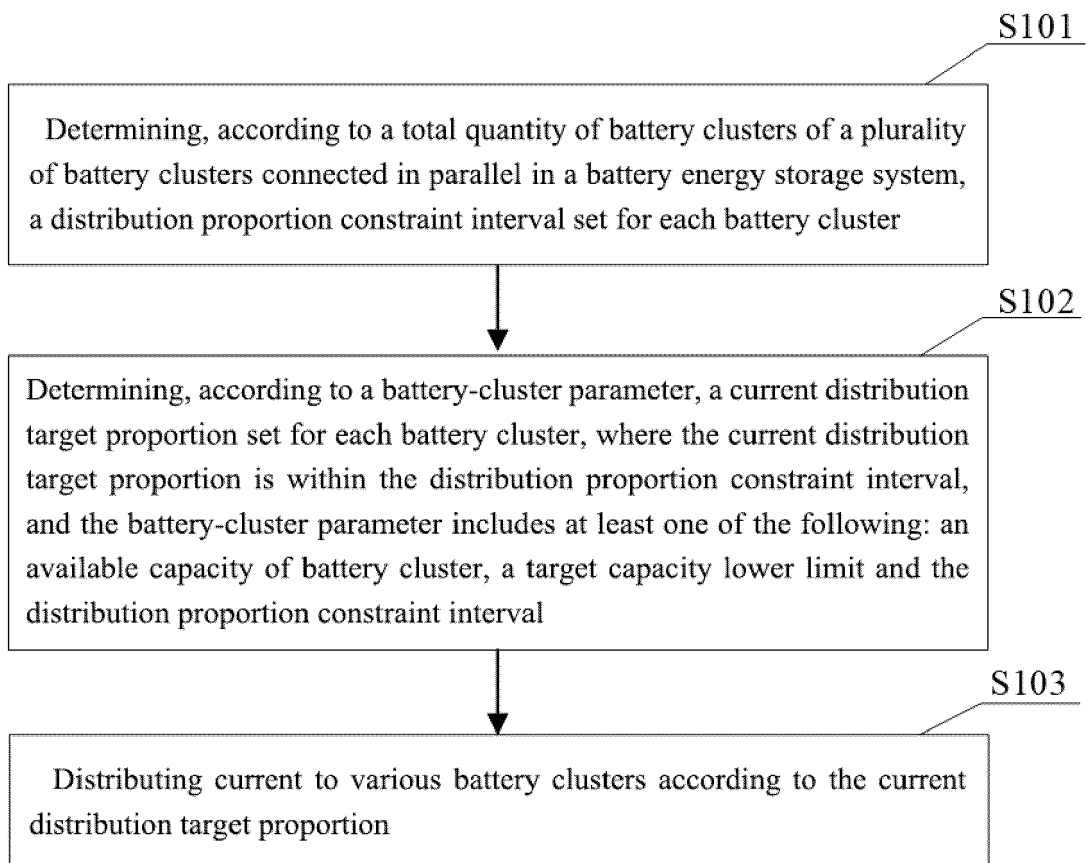 S101
Determining, according to a total quantity of battery clusters of a plurality
of battery clusters connected in parallel in a battery energy storage system,
a distribution proportion constraint interval set for each battery cluster
S102
Determining, according to a battery-cluster parameter, a current distribution
target proportion set for each battery cluster, where the current distribution
target proportion is within the distribution proportion constraint interval,
and the battery-cluster parameter includes at least one of the following: an
available capacity of battery cluster, a target capacity lower limit and the
distribution proportion constraint interval
S103
Distributing current to various battery clusters according to the current
distribution target proportion